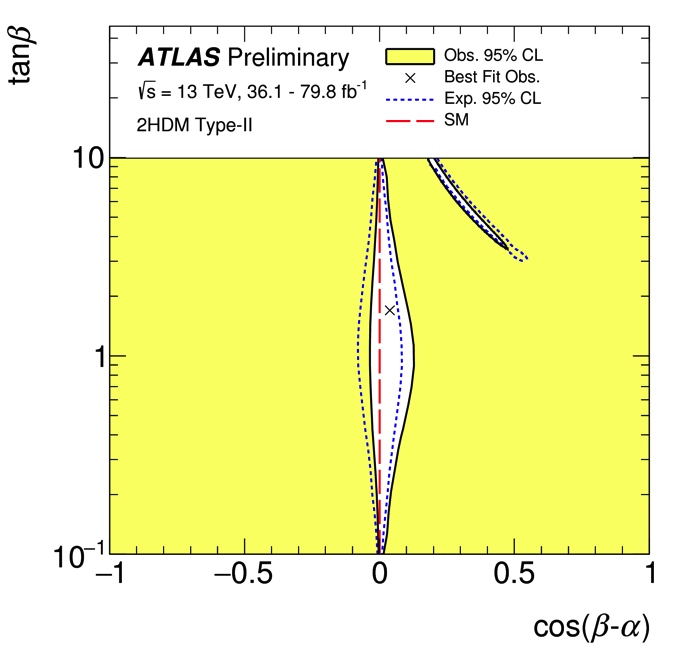 tanβ
ATLAS Preliminary
√s = 13 TeV, 36.1 - 79.8 fb⁻¹
2HDM Type-II
Obs. 95% CL
Best Fit Obs.
Exp. 95% CL
SM
10
1
10⁻¹
−1 −0.5 0 0.5 1
cos(β-α)